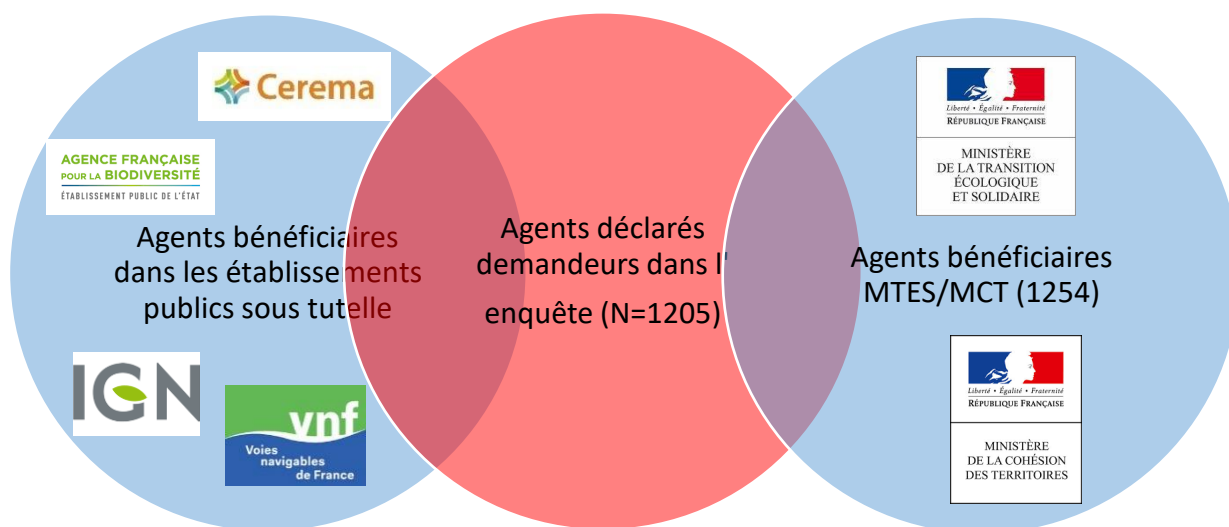 Cerema
AGENCE FRANÇAISE
POUR LA BIODIVERSITÉ
ÉTABLISSEMENT PUBLIC DE L'ÉTAT
Agents bénéficiaires
dans les établissements
publics sous tutelle
IGN
vnf
Voies
navigables
de France
Agents déclarés
demandeurs dans l'
enquête (N=1205)
Liberté • Égalité • Fraternité
RÉPUBLIQUE FRANÇAISE
MINISTÈRE
DE LA TRANSITION
ÉCOLOGIQUE
ET SOLIDAIRE
Agents bénéficiaires
MTES/MCT (1254)
Liberté • Égalité • Fraternité
RÉPUBLIQUE FRANÇAISE
MINISTÈRE
DE LA COHÉSION
DES TERRITOIRES